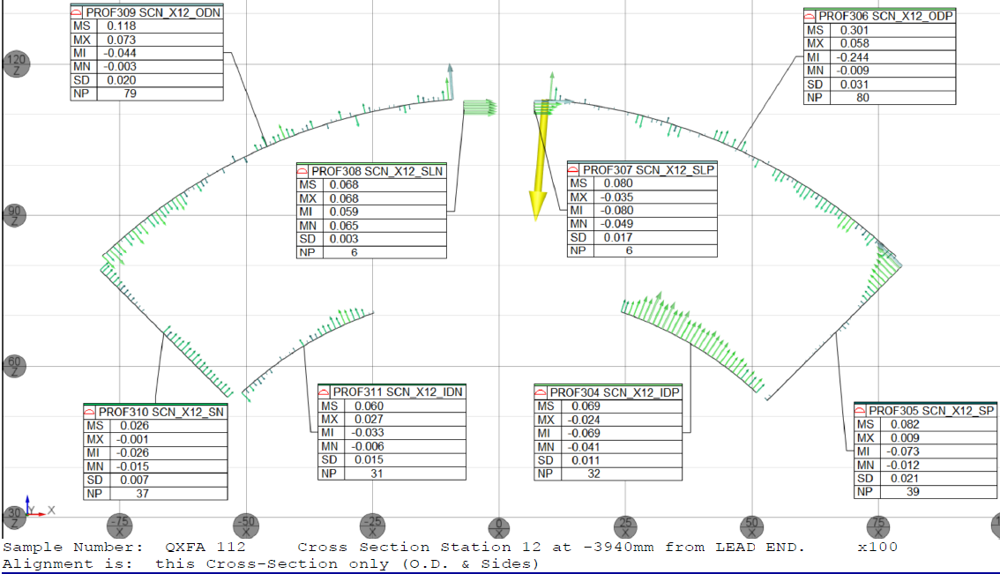 PROF309 SCN_X12_ODN
MS 0.118
MX 0.073
MI -0.044
MN -0.003
SD 0.020
NP 79
PROF306 SCN_X12_ODP
MS 0.301
MX 0.058
MI -0.244
MN -0.009
SD 0.031
NP 80
120
Z
PROF308 SCN_X12_SLN
MS 0.068
MX 0.068
MI 0.059
MN 0.065
SD 0.003
NP 6
PROF307 SCN_X12_SLP
MS 0.080
MX -0.035
MI -0.080
MN -0.049
SD 0.017
NP 6
90
Z
60
Z
PROF310 SCN_X12_SN
MS 0.026
MX -0.001
MI -0.026
MN -0.015
SD 0.007
NP 37
PROF311 SCN_X12_IDN
MS 0.060
MX 0.027
MI -0.033
MN -0.006
SD 0.015
NP 31
PROF304 SCN_X12_IDP
MS 0.069
MX -0.024
MI -0.069
MN -0.041
SD 0.011
NP 32
PROF305 SCN_X12_SP
MS 0.082
MX 0.009
MI -0.073
MN -0.012
SD 0.021
NP 39
30
Z
Y X
-75
X
-50
X
-25
X
0
X
25
X
50
X
75
X
Sample Number: QXFA 112 Cross Section Station 12 at -3940mm from LEAD END. x100
Alignment is: this Cross-Section only (O.D. & Sides)